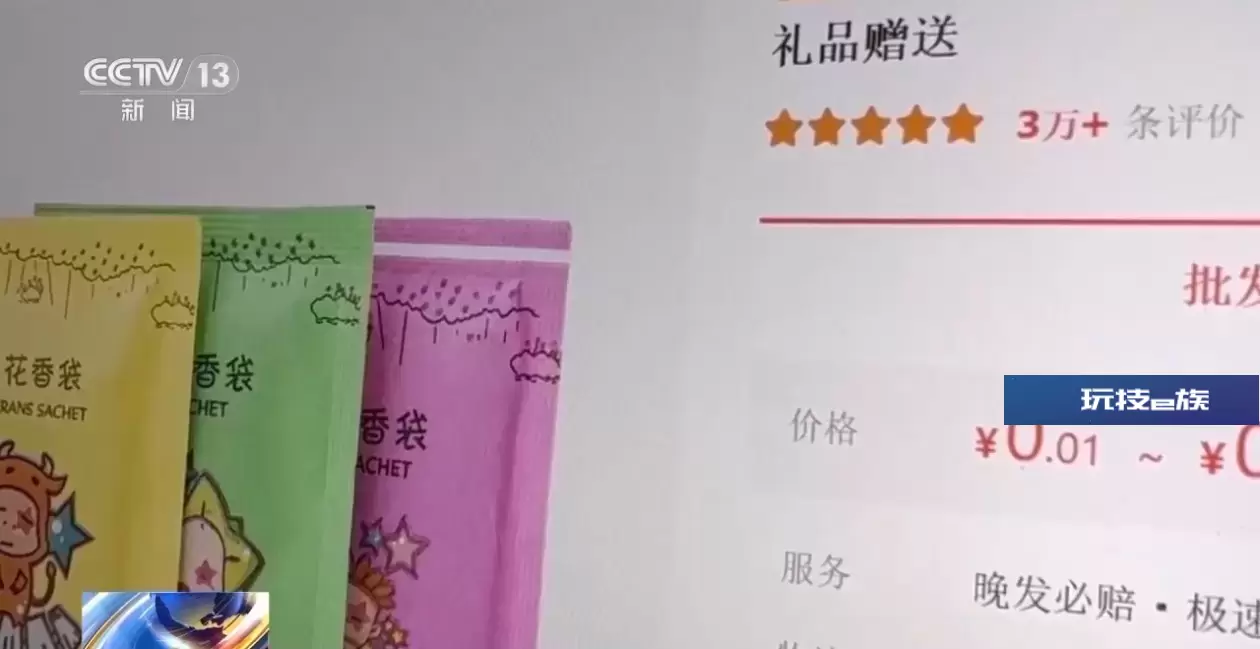 CCTV 13
新闻
礼品赠送
3万+ 条评价
批发
花香袋
RANS SACHET
香袋
CHET
香袋
ACHET
玩技e族
价格
¥0.01 ~ ¥0
服务
晚发必赔·极速